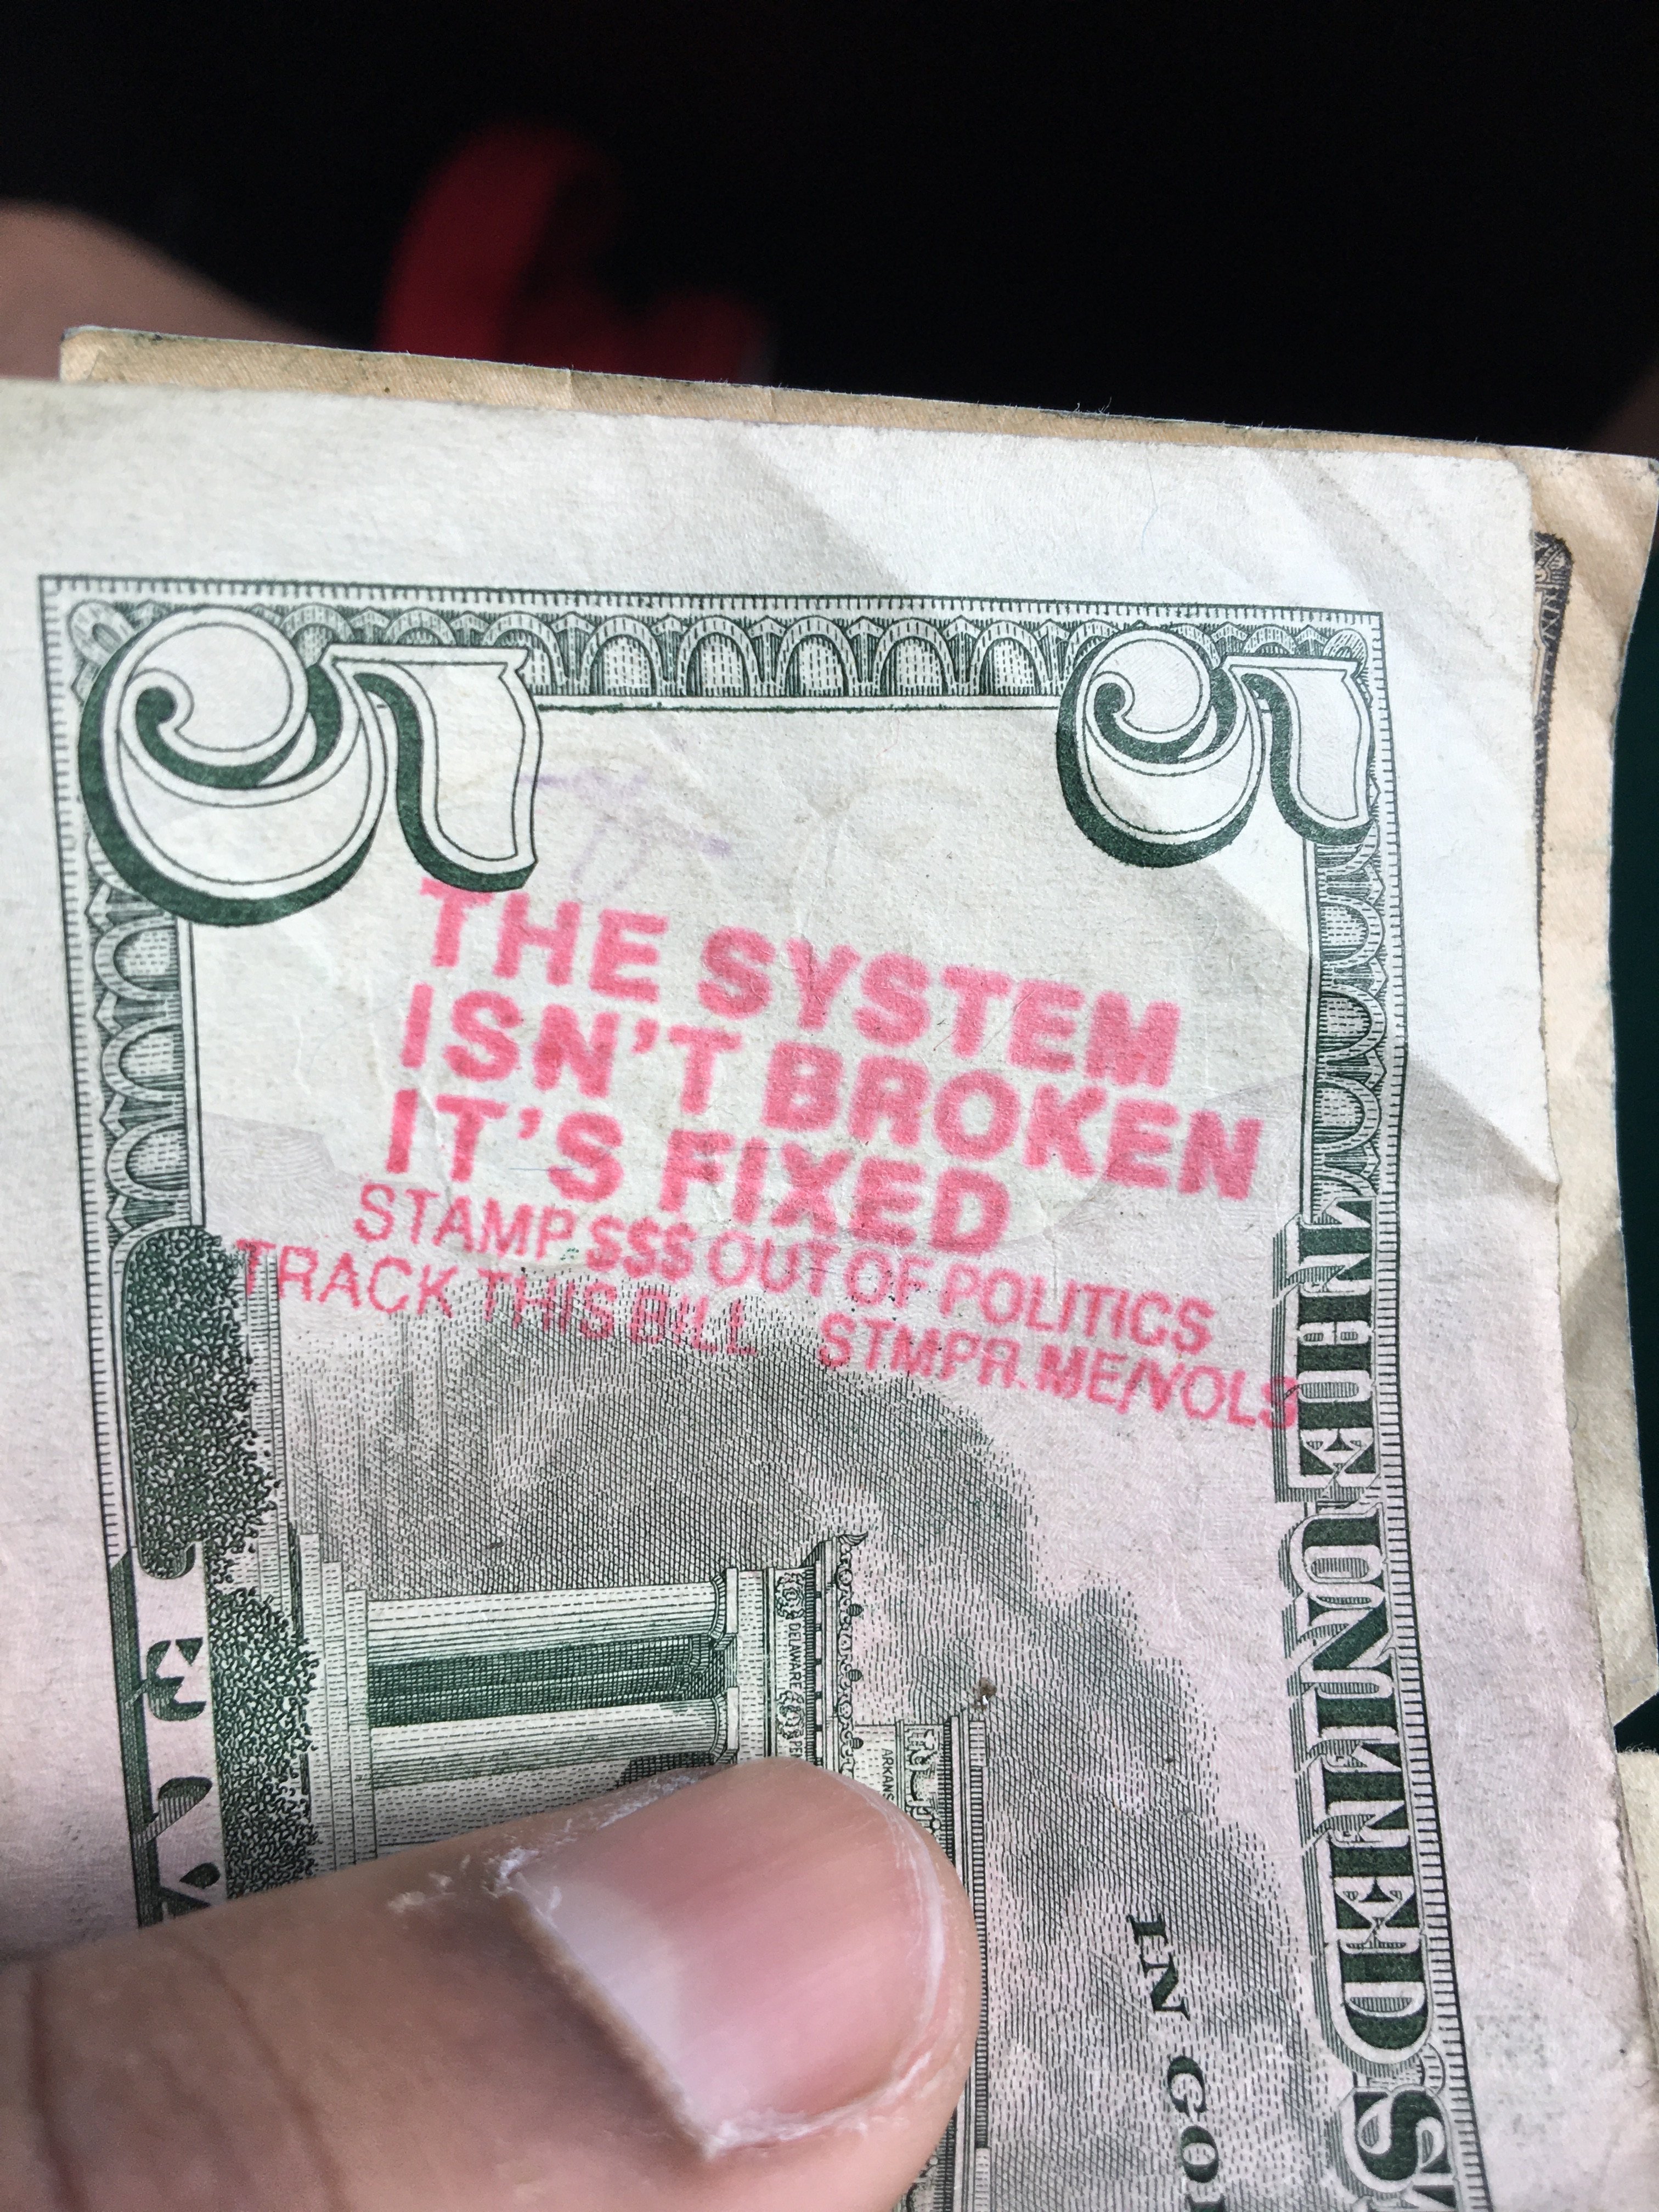 5 5
THE SYSTEM
ISN'T BROKEN
IT'S FIXED
STAMP $$$ OUT OF POLITICS
TRACK THIS BILL STMPR.ME/VOLS
THE UNITED S
DELAWARE
IN GO